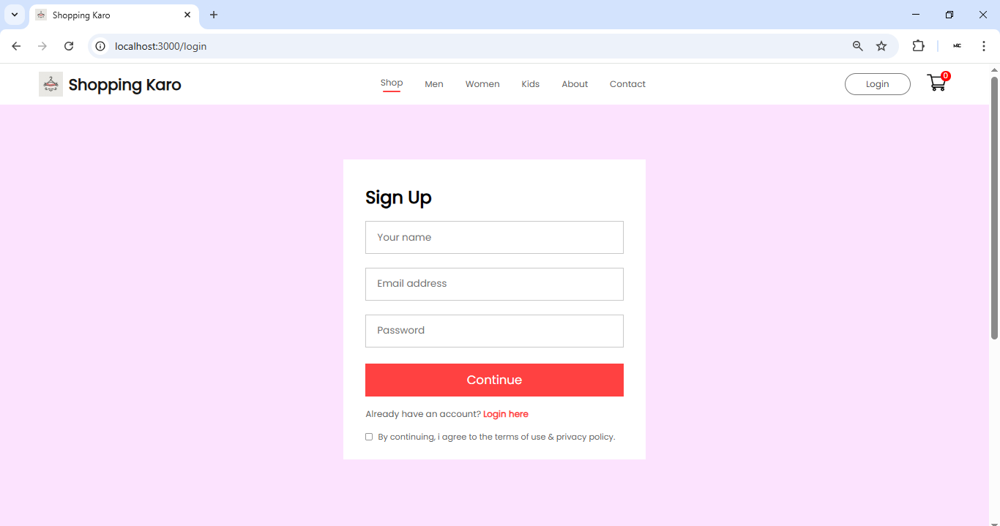 Shopping Karo
localhost:3000/login
Shopping Karo
Shop Men Women Kids About Contact
Login
0
Sign Up
Your name
Email address
Password
Continue
Already have an account? Login here
By continuing, i agree to the terms of use & privacy policy.